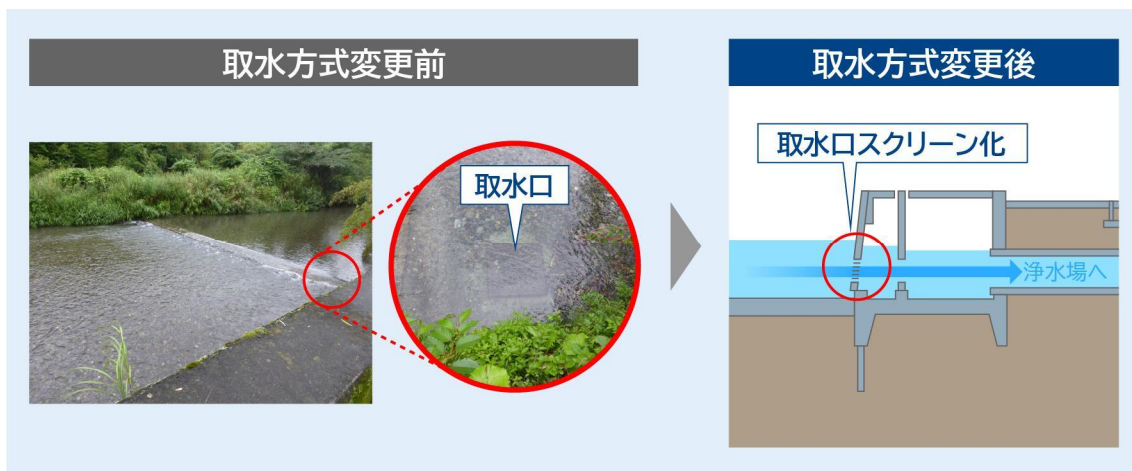 取水方式変更前
取水方式変更後
取水口
取水口スクリーン化
浄水場へ